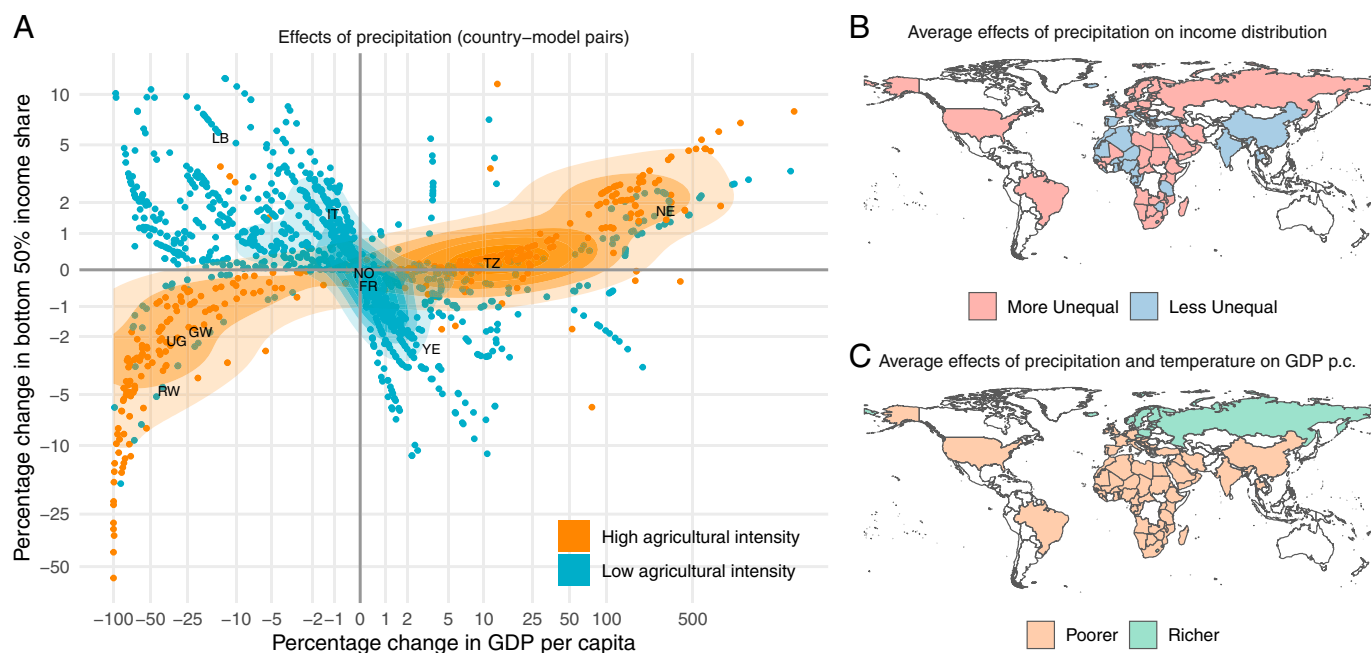 A
Effects of precipitation (country−model pairs)
Percentage change in bottom 50% income share
10
5
2
1
0
−1
−2
−5
−10
−25
−50
LB
IT
NE
TZ
NO
FR
GW
UG
YE
RW
High agricultural intensity
Low agricultural intensity
−100 −50 −25 −10 −5 −2 −1 0 1 2 5 10 25 50 100 500
Percentage change in GDP per capita
B
Average effects of precipitation on income distribution
More Unequal Less Unequal
C
Average effects of precipitation and temperature on GDP p.c.
Poorer Richer